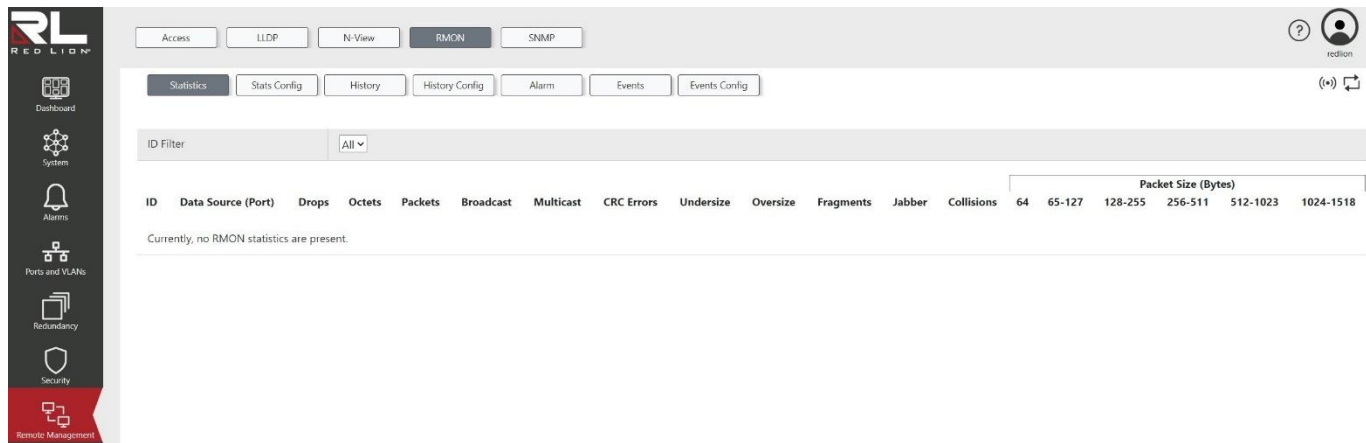 RL
RED LION
Access LLDP N-View RMON SNMP
?
redlion
Statistics Stats Config History History Config Alarm Events Events Config
Dashboard
System
Alarms
Ports and VLANs
Redundancy
Security
Remote Management
ID Filter All
Packet Size (Bytes)
ID Data Source (Port) Drops Octets Packets Broadcast Multicast CRC Errors Undersize Oversize Fragments Jabber Collisions 64 65-127 128-255 256-511 512-1023 1024-1518
Currently, no RMON statistics are present.